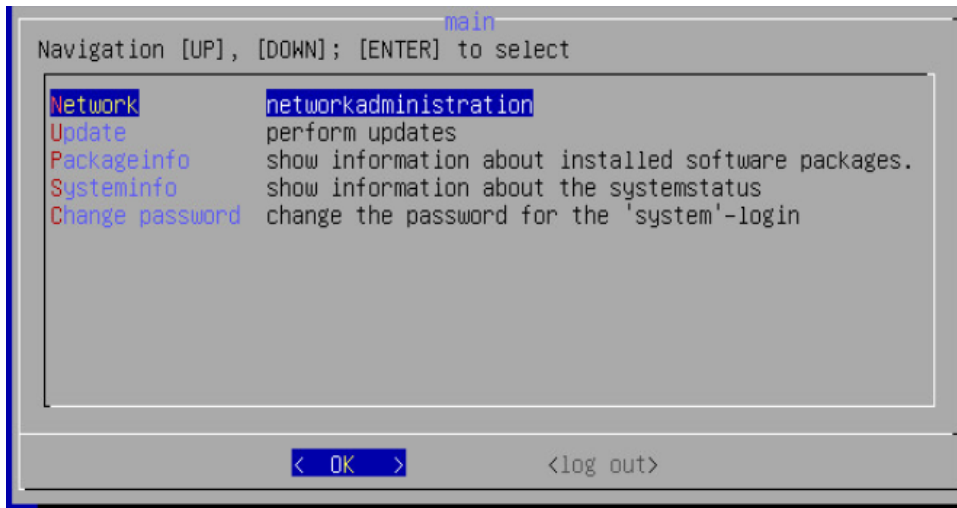 main
Navigation [UP], [DOWN]; [ENTER] to select
Network networkadministration
Update perform updates
Packageinfo show information about installed software packages.
Systeminfo show information about the systemstatus
Change password change the password for the 'system'-login
< OK > <log out>